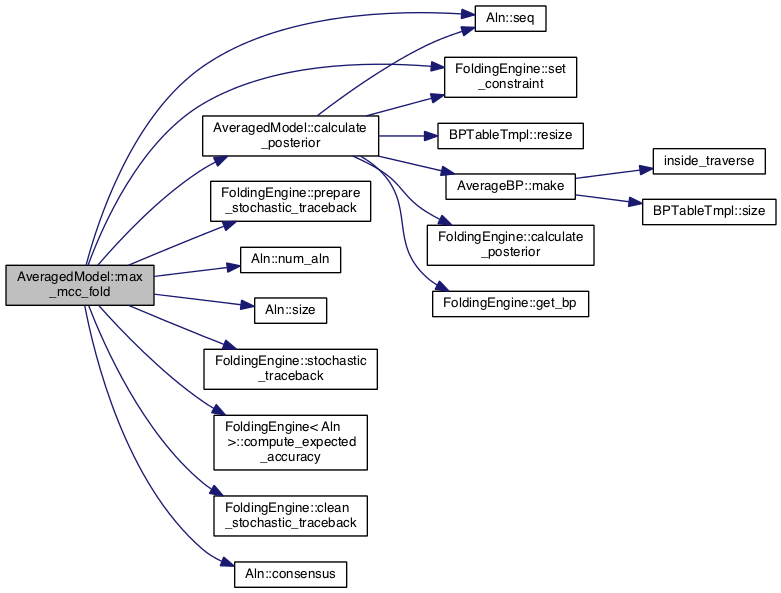 Aln::seq
FoldingEngine::set
_constraint
AveragedModel::calculate
_posterior
BPTableTmpl::resize
inside_traverse
AverageBP::make
FoldingEngine::prepare
_stochastic_traceback
BPTableTmpl::size
FoldingEngine::calculate
_posterior
Aln::num_aln
AveragedModel::max
_mcc_fold
FoldingEngine::get_bp
Aln::size
FoldingEngine::stochastic
_traceback
FoldingEngine< Aln
>::compute_expected
_accuracy
FoldingEngine::clean
_stochastic_traceback
Aln::consensus